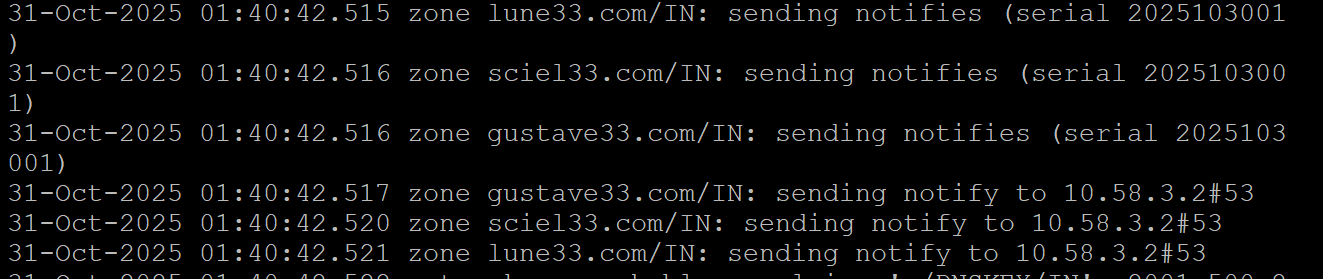 31-Oct-2025 01:40:42.515 zone lune33.com/IN: sending notifies (serial 2025103001
)
31-Oct-2025 01:40:42.516 zone sciel33.com/IN: sending notifies (serial 202510300
1)
31-Oct-2025 01:40:42.516 zone gustave33.com/IN: sending notifies (serial 2025103
001)
31-Oct-2025 01:40:42.517 zone gustave33.com/IN: sending notify to 10.58.3.2#53
31-Oct-2025 01:40:42.520 zone sciel33.com/IN: sending notify to 10.58.3.2#53
31-Oct-2025 01:40:42.521 zone lune33.com/IN: sending notify to 10.58.3.2#53